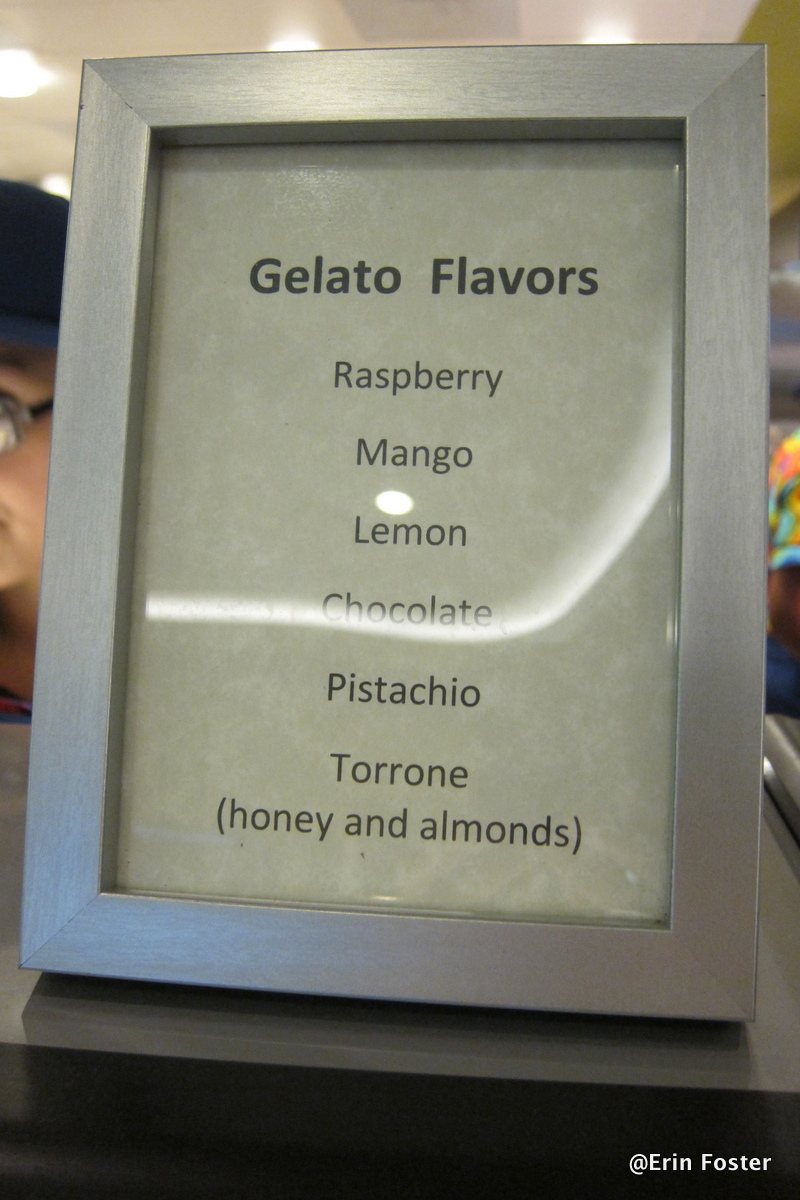 Gelato Flavors
Raspberry
Mango
Lemon
Chocolate
Pistachio
Torrone
(honey and almonds)
@Erin Foster